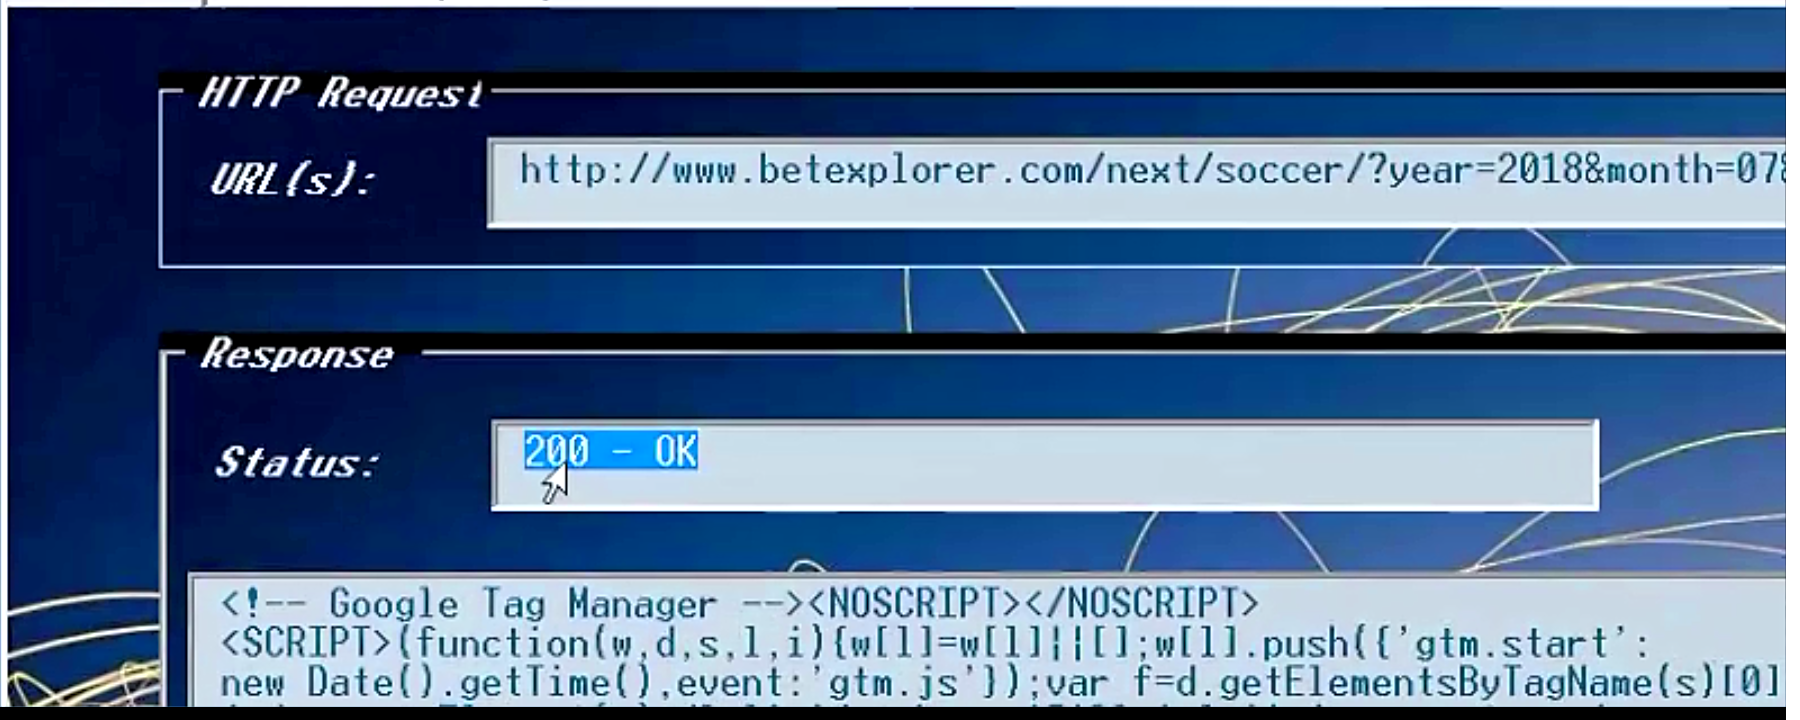 HTTP Request
URL(s):
http://www.betexplorer.com/next/soccer/?year=2018&month=07&
Response
Status:
200 - OK
<!-- Google Tag Manager --><NOSCRIPT></NOSCRIPT>
<SCRIPT>(function(w,d,s,l,i){w[l]=w[l]||[];w[l].push({'gtm.start':
new Date().getTime(),event:'gtm.js'});var f=d.getElementsByTagName(s)[0]